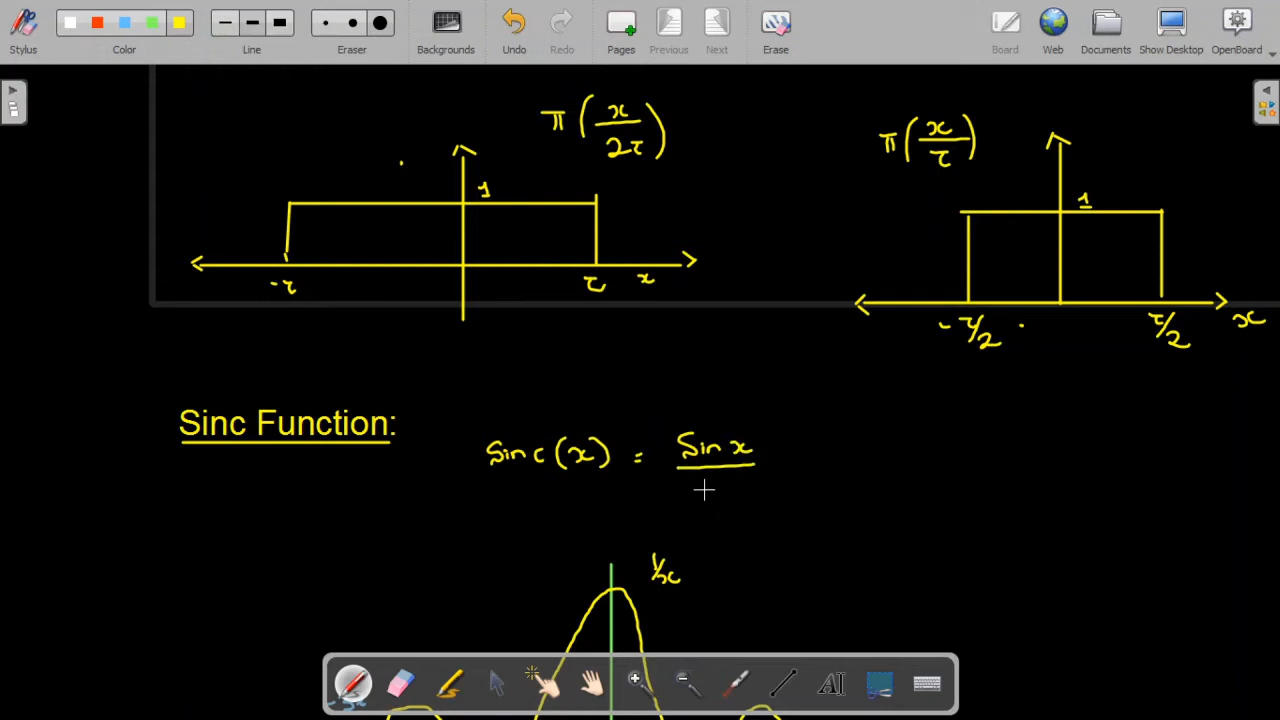 Stylus Color Line Eraser Backgrounds Undo Redo Pages Previous Next Erase Board Web Documents Show Desktop OpenBoard
π(x/2τ)
1
-τ τ x
π(x/τ)
1
-τ/2 τ/2 x
Sinc Function:
Sinc(x) = Sin x
1/x